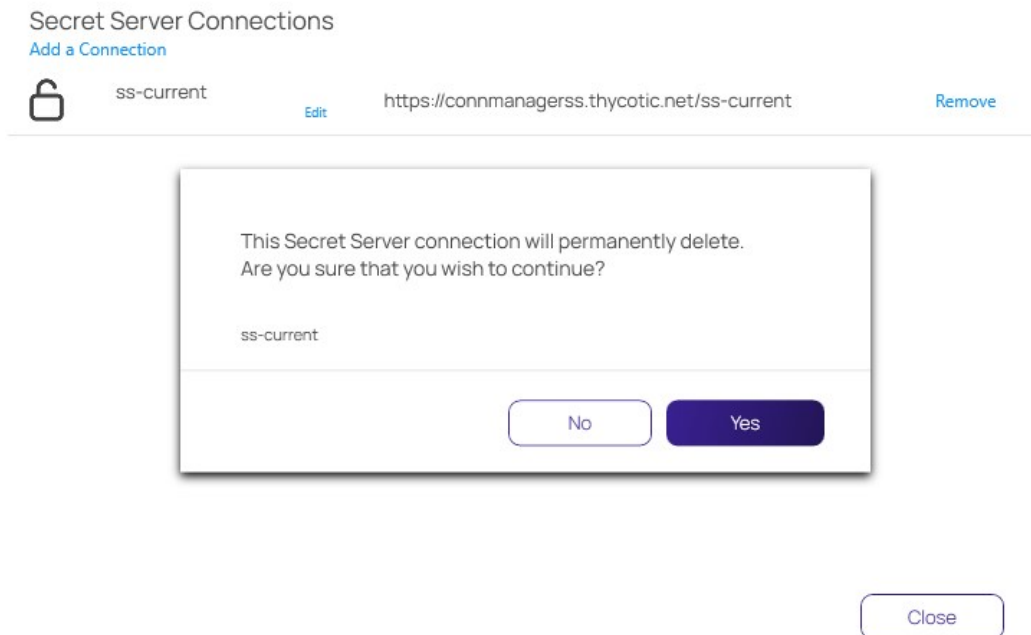 Secret Server Connections
Add a Connection
ss-current
Edit
https://connmanagerss.thycotic.net/ss-current
Remove
This Secret Server connection will permanently delete.
Are you sure that you wish to continue?
ss-current
No
Yes
Close